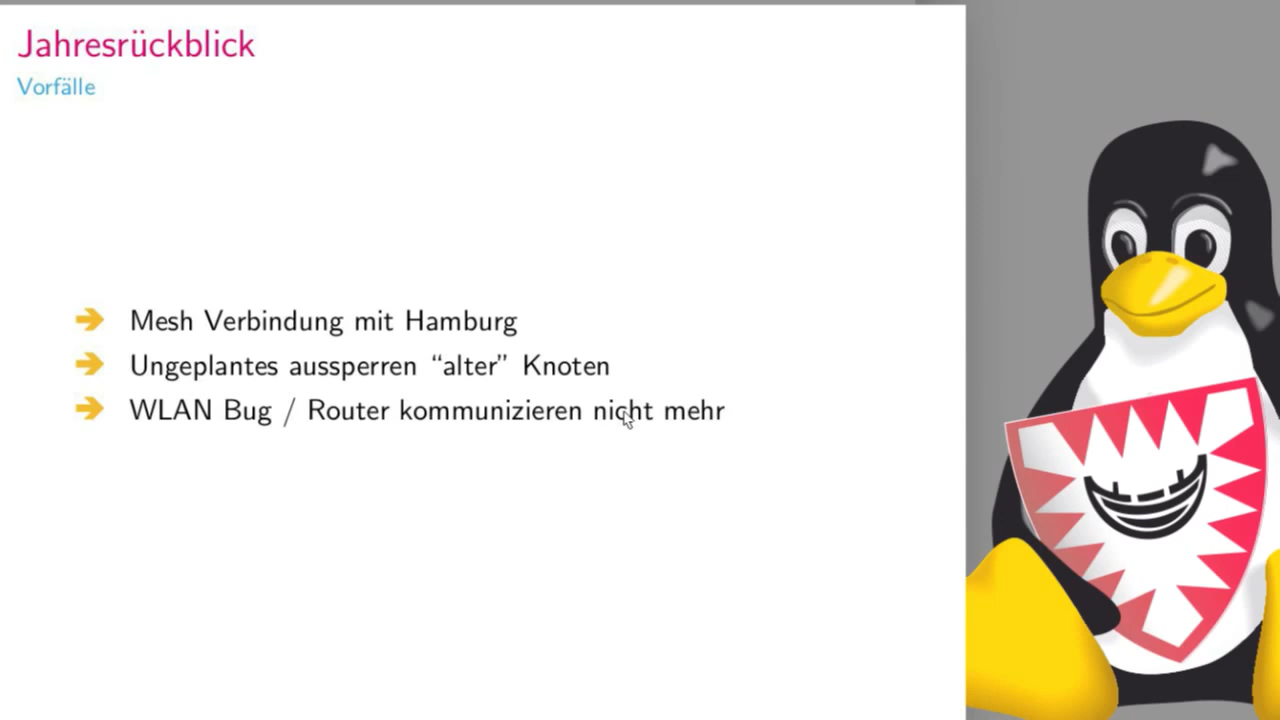 Jahresrückblick
Vorfälle
Mesh Verbindung mit Hamburg
Ungeplantes aussperren “alter” Knoten
WLAN Bug / Router kommunizieren nicht mehr